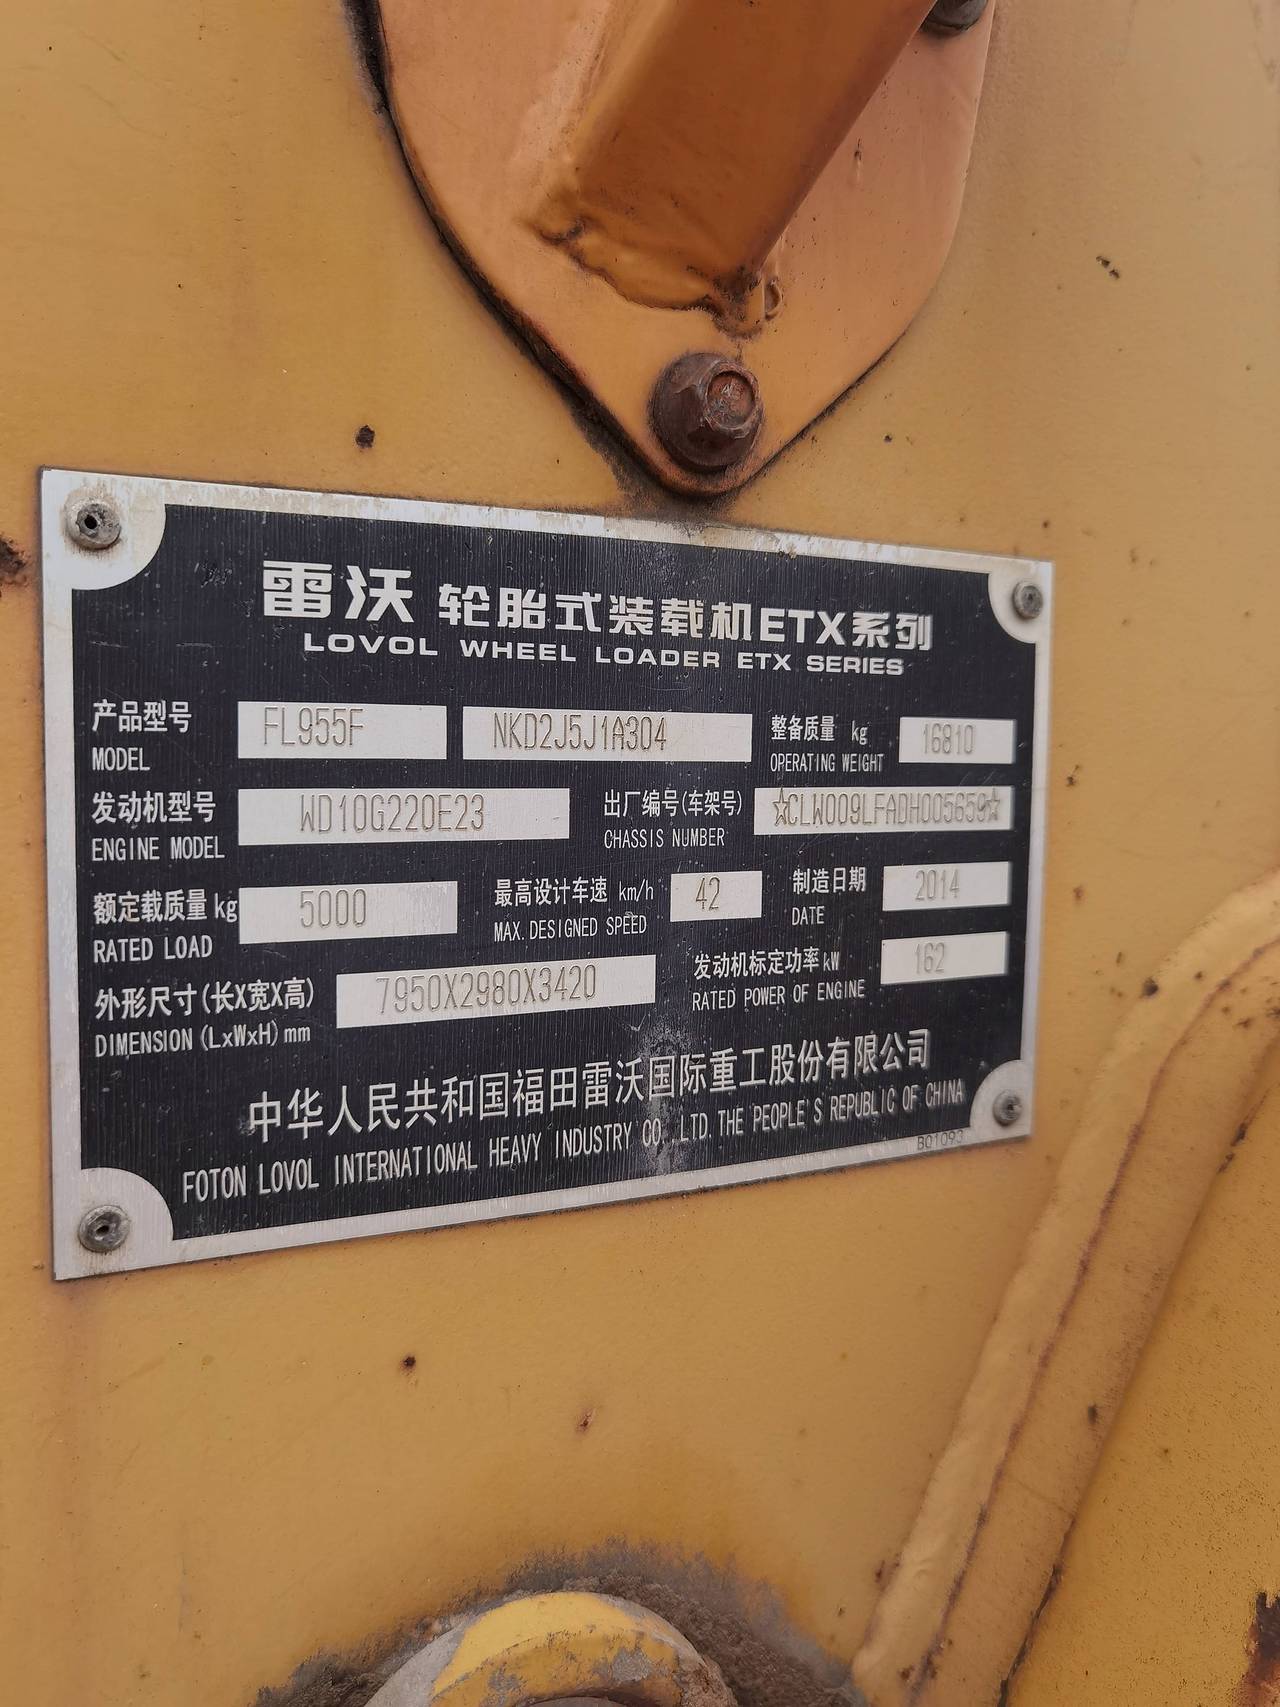 雷沃 轮胎式装载机ETX系列
LOVOL WHEEL LOADER ETX SERIES
产品型号 FL955F NKD2J5J1A304 整备质量 kg 16810
MODEL OPERATING WEIGHT
发动机型号 WD10G220E23 出厂编号(车架号) ☆CLW009LFADH005659☆
ENGINE MODEL CHASSIS NUMBER
额定载质量 kg 5000 最高设计车速 km/h 42 制造日期 2014
RATED LOAD MAX. DESIGNED SPEED DATE
外形尺寸(长X宽X高) 7950X2980X3420 发动机标定功率 kW 162
DIMENSION (LxWxH) mm RATED POWER OF ENGINE
中华人民共和国福田雷沃国际重工股份有限公司
FOTON LOVOL INTERNATIONAL HEAVY INDUSTRY CO., LTD. THE PEOPLE'S REPUBLIC OF CHINA
BQ1093